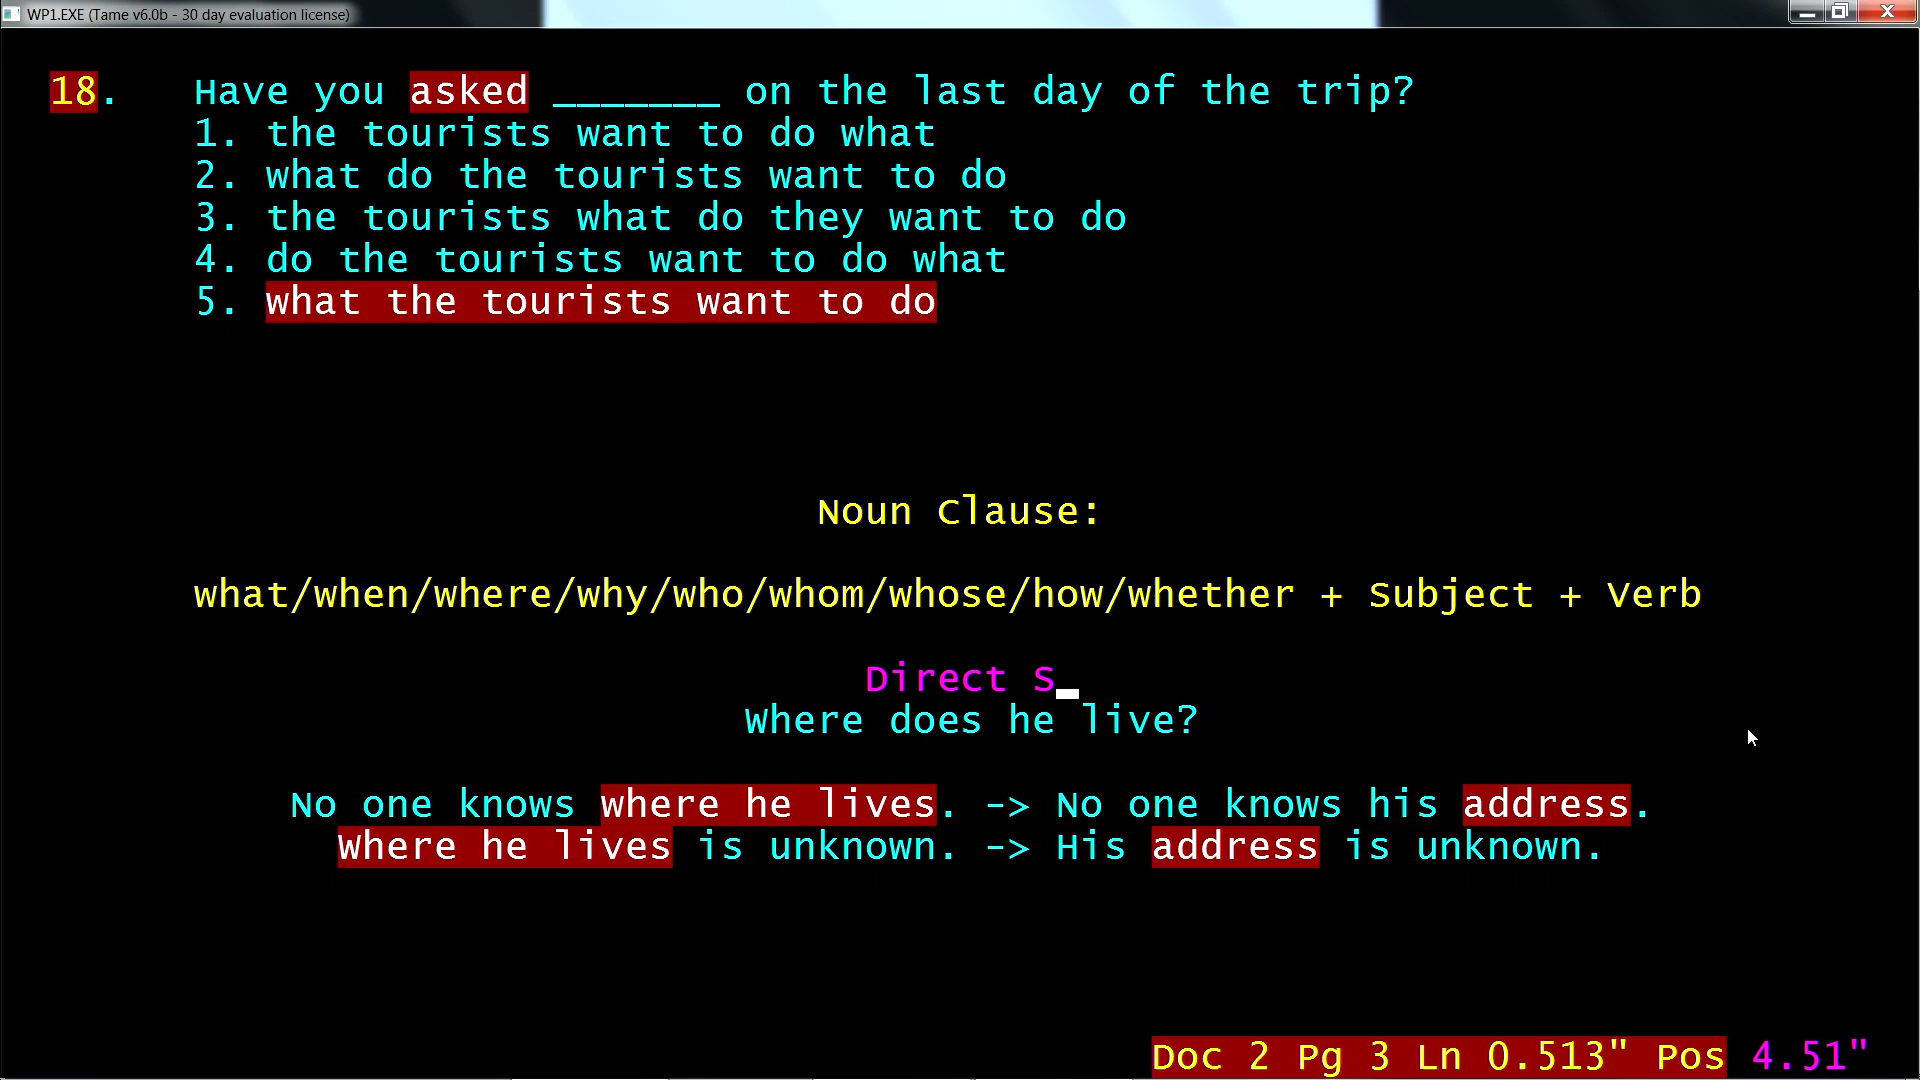 WP1.EXE (Tame v6.0b - 30 day evaluation license)
18. Have you asked _______ on the last day of the trip?
1. the tourists want to do what
2. what do the tourists want to do
3. the tourists what do they want to do
4. do the tourists want to do what
5. what the tourists want to do
Noun Clause:
what/when/where/why/who/whom/whose/how/whether + Subject + Verb
Direct S_
Where does he live?
No one knows where he lives. -> No one knows his address.
Where he lives is unknown. -> His address is unknown.
Doc 2 Pg 3 Ln 0.513" Pos 4.51"